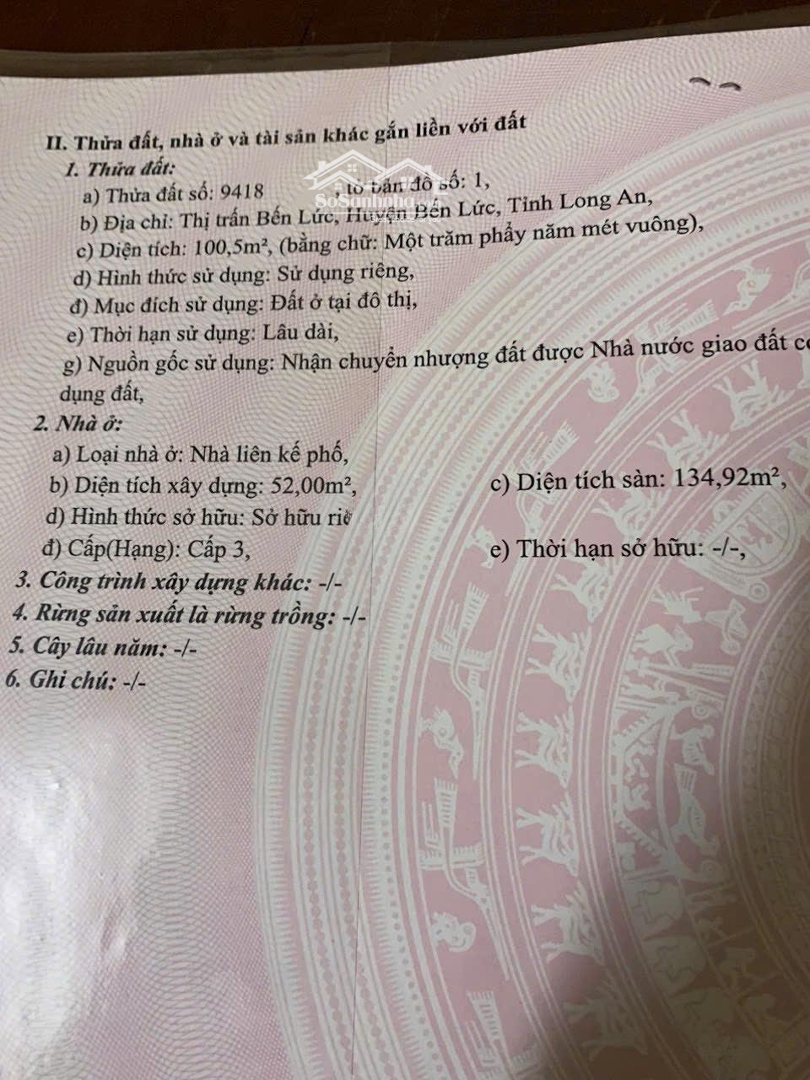 II. Thửa đất, nhà ở và tài sản khác gắn liền với đất
1. Thửa đất:
a) Thửa đất số: 9418 , tờ bản đồ số: 1,
SoSanhnha
b) Địa chỉ: Thị trấn Bến Lức, Huyện Bến Lức, Tỉnh Long An,
c) Diện tích: 100,5m², (bằng chữ: Một trăm phẩy năm mét vuông),
d) Hình thức sử dụng: Sử dụng riêng,
đ) Mục đích sử dụng: Đất ở tại đô thị,
e) Thời hạn sử dụng: Lâu dài,
g) Nguồn gốc sử dụng: Nhận chuyển nhượng đất được Nhà nước giao đất
dụng đất,
2. Nhà ở:
a) Loại nhà ở: Nhà liên kế phố,
b) Diện tích xây dựng: 52,00m², c) Diện tích sàn: 134,92m²,
d) Hình thức sở hữu: Sở hữu
đ) Cấp(Hạng): Cấp 3, e) Thời hạn sở hữu: -/-,
3. Công trình xây dựng khác: -/-
4. Rừng sản xuất là rừng trồng: -/-
5. Cây lâu năm: -/-
6. Ghi chú: -/-